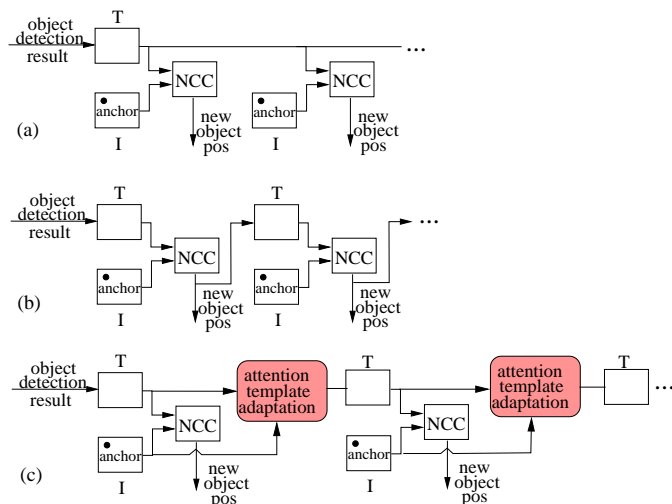 object
detection
result
T
NCC
anchor
I
new
object
pos
NCC
anchor
I
new
object
pos
...
(a)
object
detection
result
T
NCC
anchor
I
new
object
pos
T
NCC
anchor
I
new
object
pos
...
(b)
object
detection
result
T
NCC
anchor
I
new
object
pos
attention
template
adaptation
T
NCC
anchor
I
new
object
pos
attention
template
adaptation
T
...
(c)